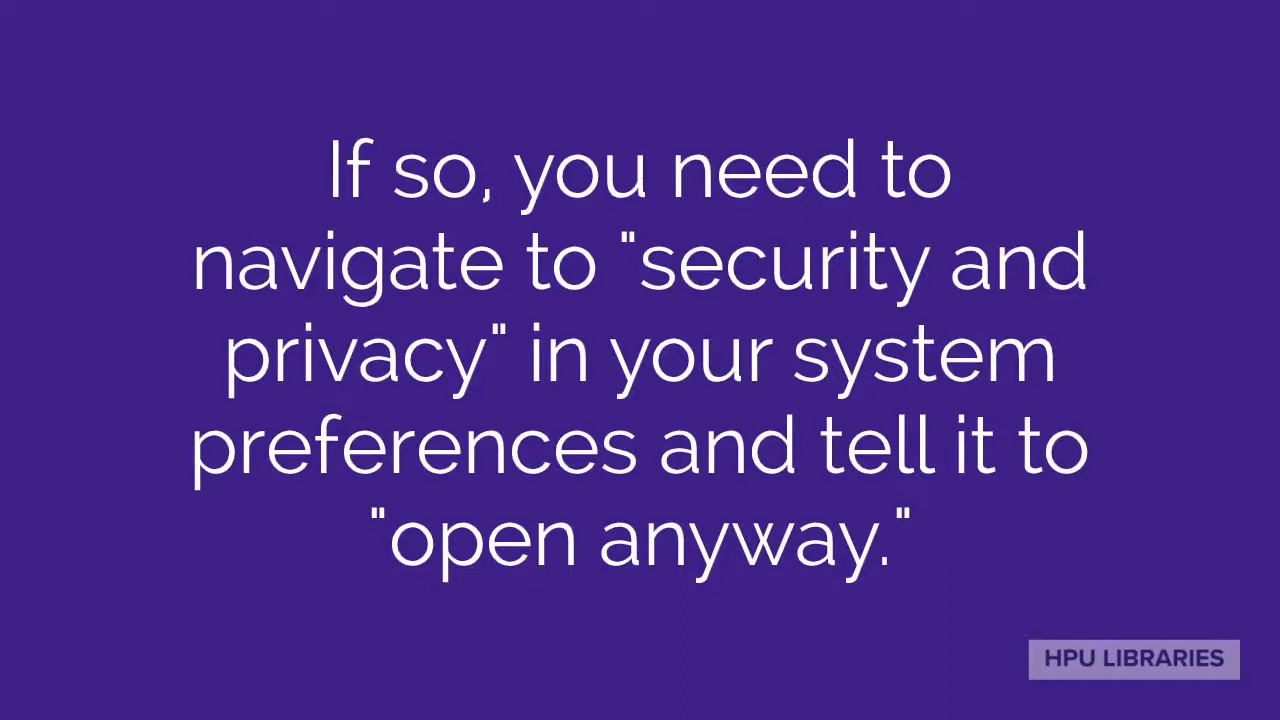 If so, you need to
navigate to "security and
privacy" in your system
preferences and tell it to
"open anyway."
HPU LIBRARIES